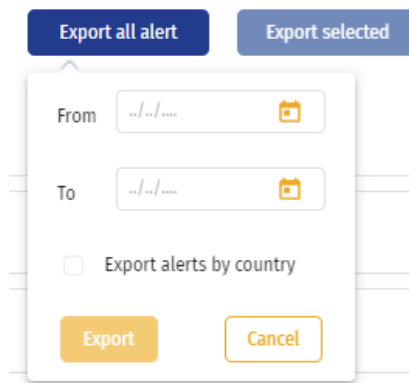 Export all alert Export selected
From ../../....
To ../../....
Export alerts by country
Export Cancel